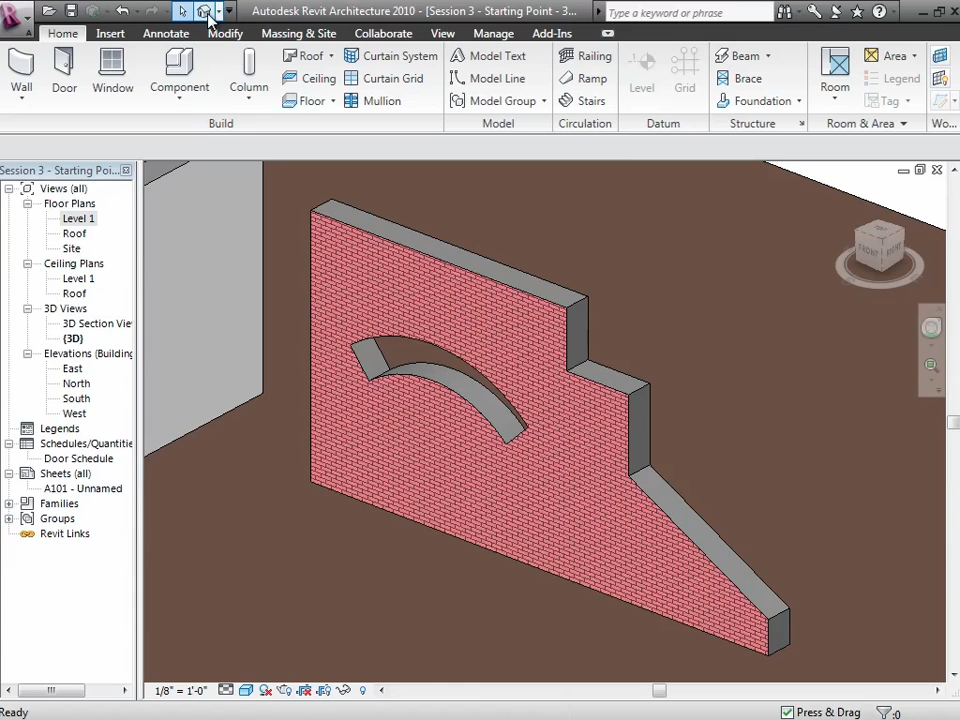 Autodesk Revit Architecture 2010 - [Session 3 - Starting Point - 3...
Type a keyword or phrase
Home Insert Annotate Modify Massing & Site Collaborate View Manage Add-Ins
Wall Door Window Component Column
Roof Curtain System
Ceiling Curtain Grid
Floor Mullion
Build
Model Text
Model Line
Model Group
Model
Railing
Ramp
Stairs
Circulation
Level Grid
Datum
Beam
Brace
Foundation
Structure
Room
Area
Legend
Tag
Room & Area
Wo...
Session 3 - Starting Poi...
Views (all)
Floor Plans
Level 1
Roof
Site
Ceiling Plans
Level 1
Roof
3D Views
3D Section Vie
{3D}
Elevations (Building
East
North
South
West
Legends
Schedules/Quantitie
Door Schedule
Sheets (all)
A101 - Unnamed
Families
Groups
Revit Links
FRONT RIGHT
1/8" = 1'-0"
Ready
Press & Drag
:0